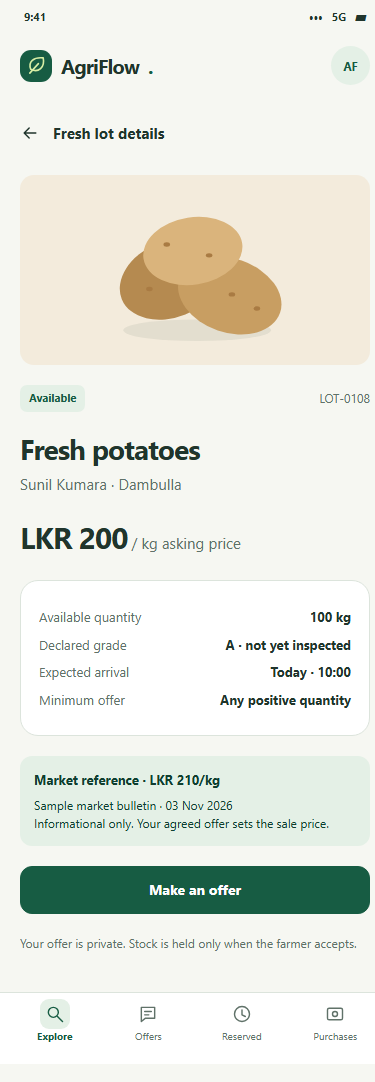 9:41 ••• 5G
AgriFlow .
AF
← Fresh lot details
Available
LOT-0108
Fresh potatoes
Sunil Kumara · Dambulla
LKR 200 / kg asking price
Available quantity 100 kg
Declared grade A · not yet inspected
Expected arrival Today · 10:00
Minimum offer Any positive quantity
Market reference · LKR 210/kg
Sample market bulletin · 03 Nov 2026
Informational only. Your agreed offer sets the sale price.
Make an offer
Your offer is private. Stock is held only when the farmer accepts.
Explore Offers Reserved Purchases